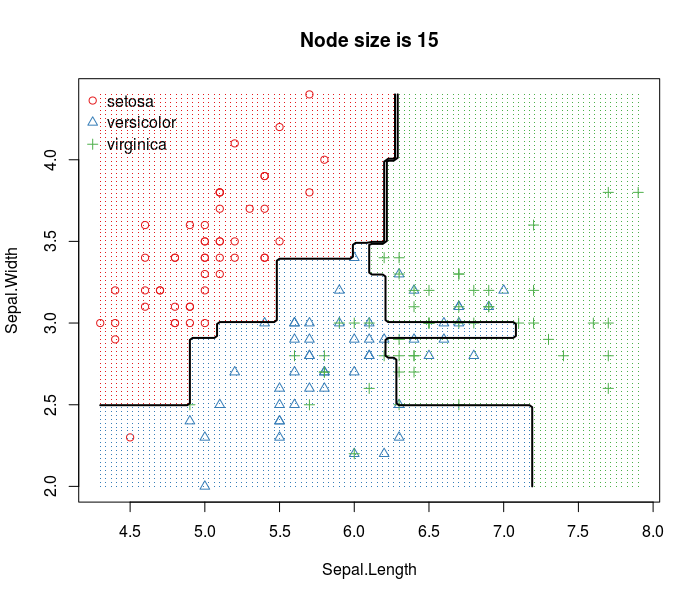 Node size is 15
setosa
versicolor
virginica
4.0
3.5
3.0
2.5
2.0
Sepal.Width
4.5 5.0 5.5 6.0 6.5 7.0 7.5 8.0
Sepal.Length